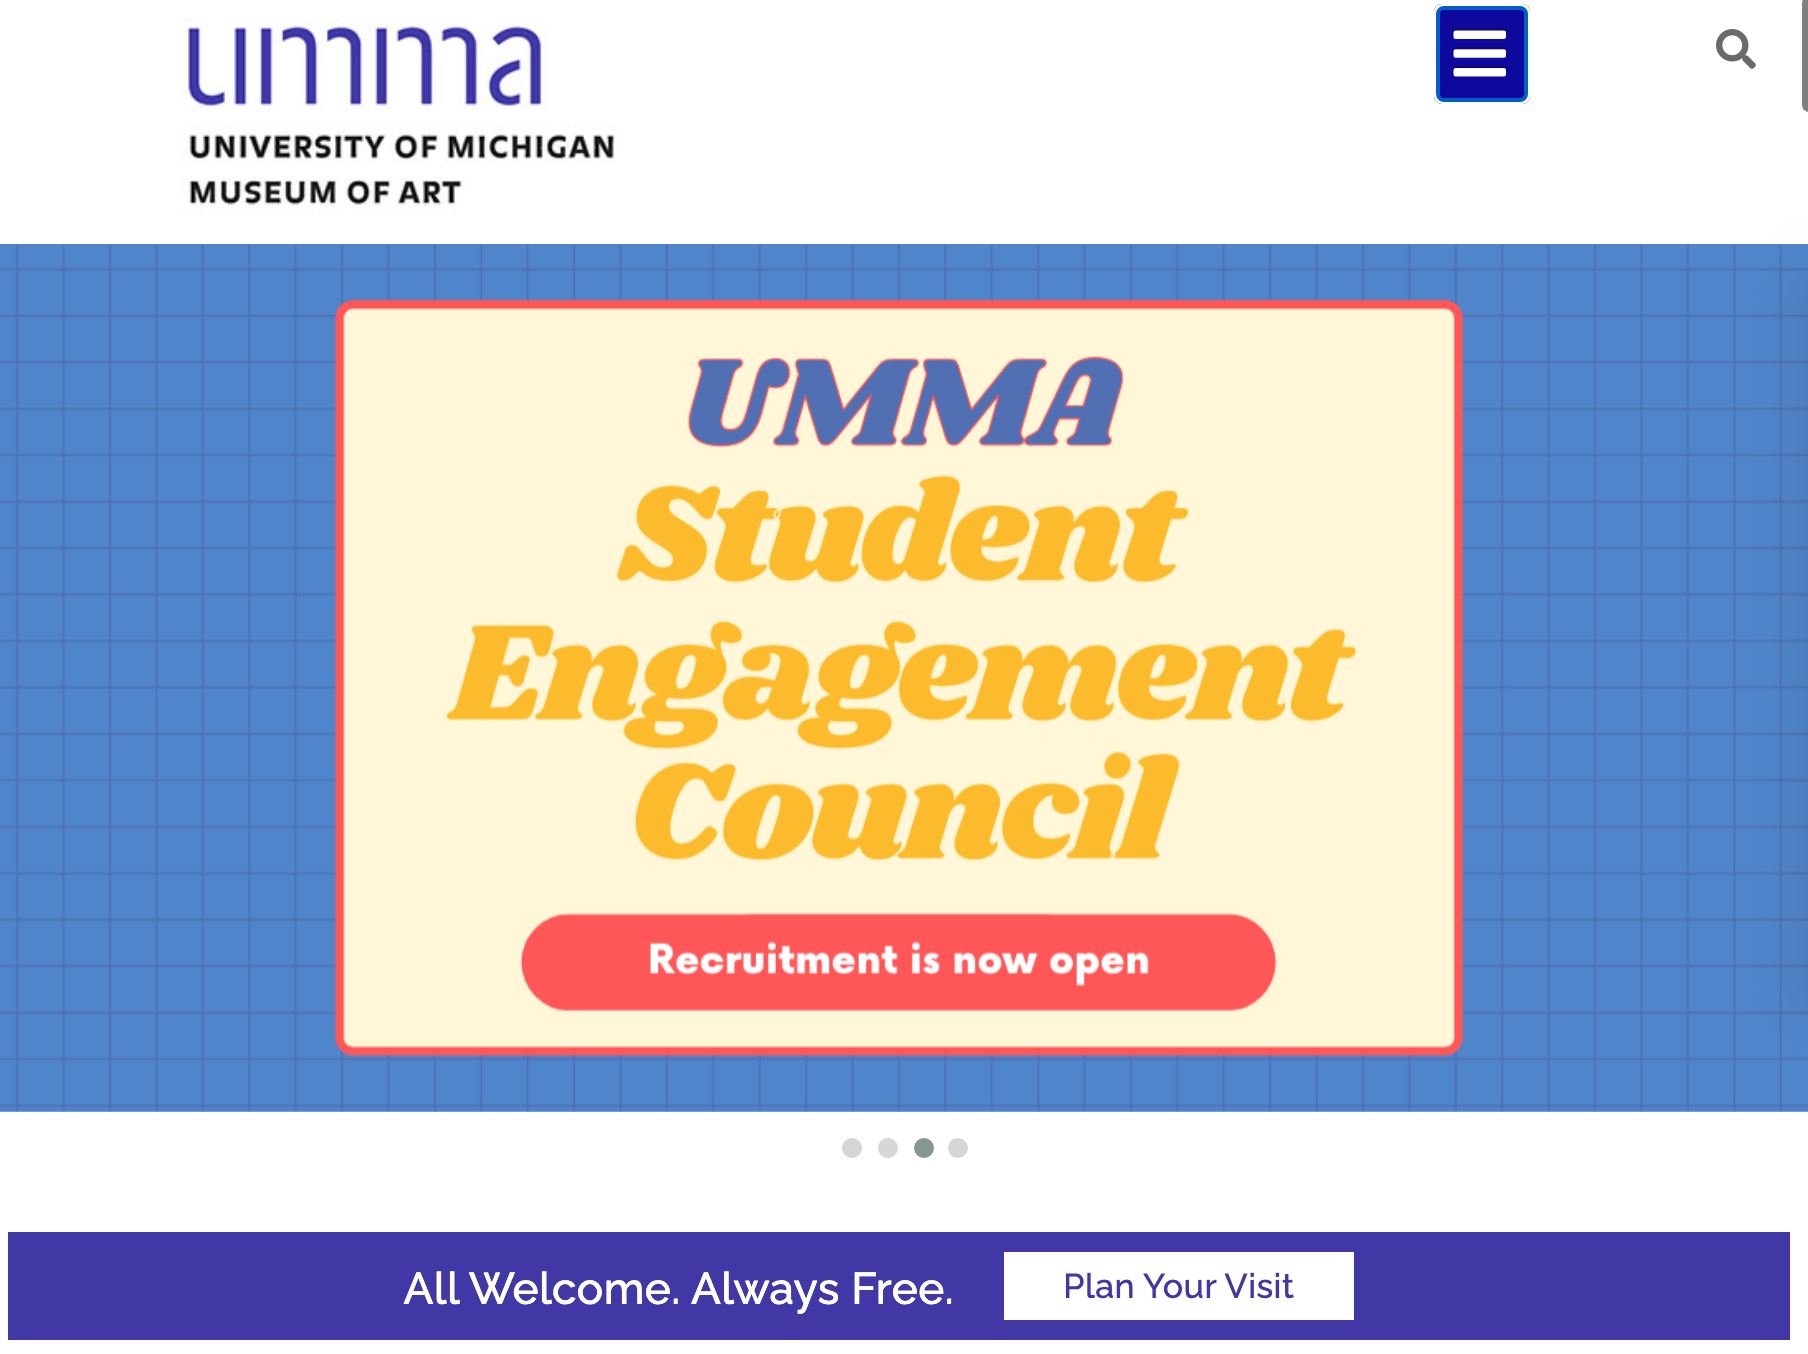 umma
UNIVERSITY OF MICHIGAN
MUSEUM OF ART
UMMA
Student
Engagement
Council
Recruitment is now open
All Welcome. Always Free.
Plan Your Visit